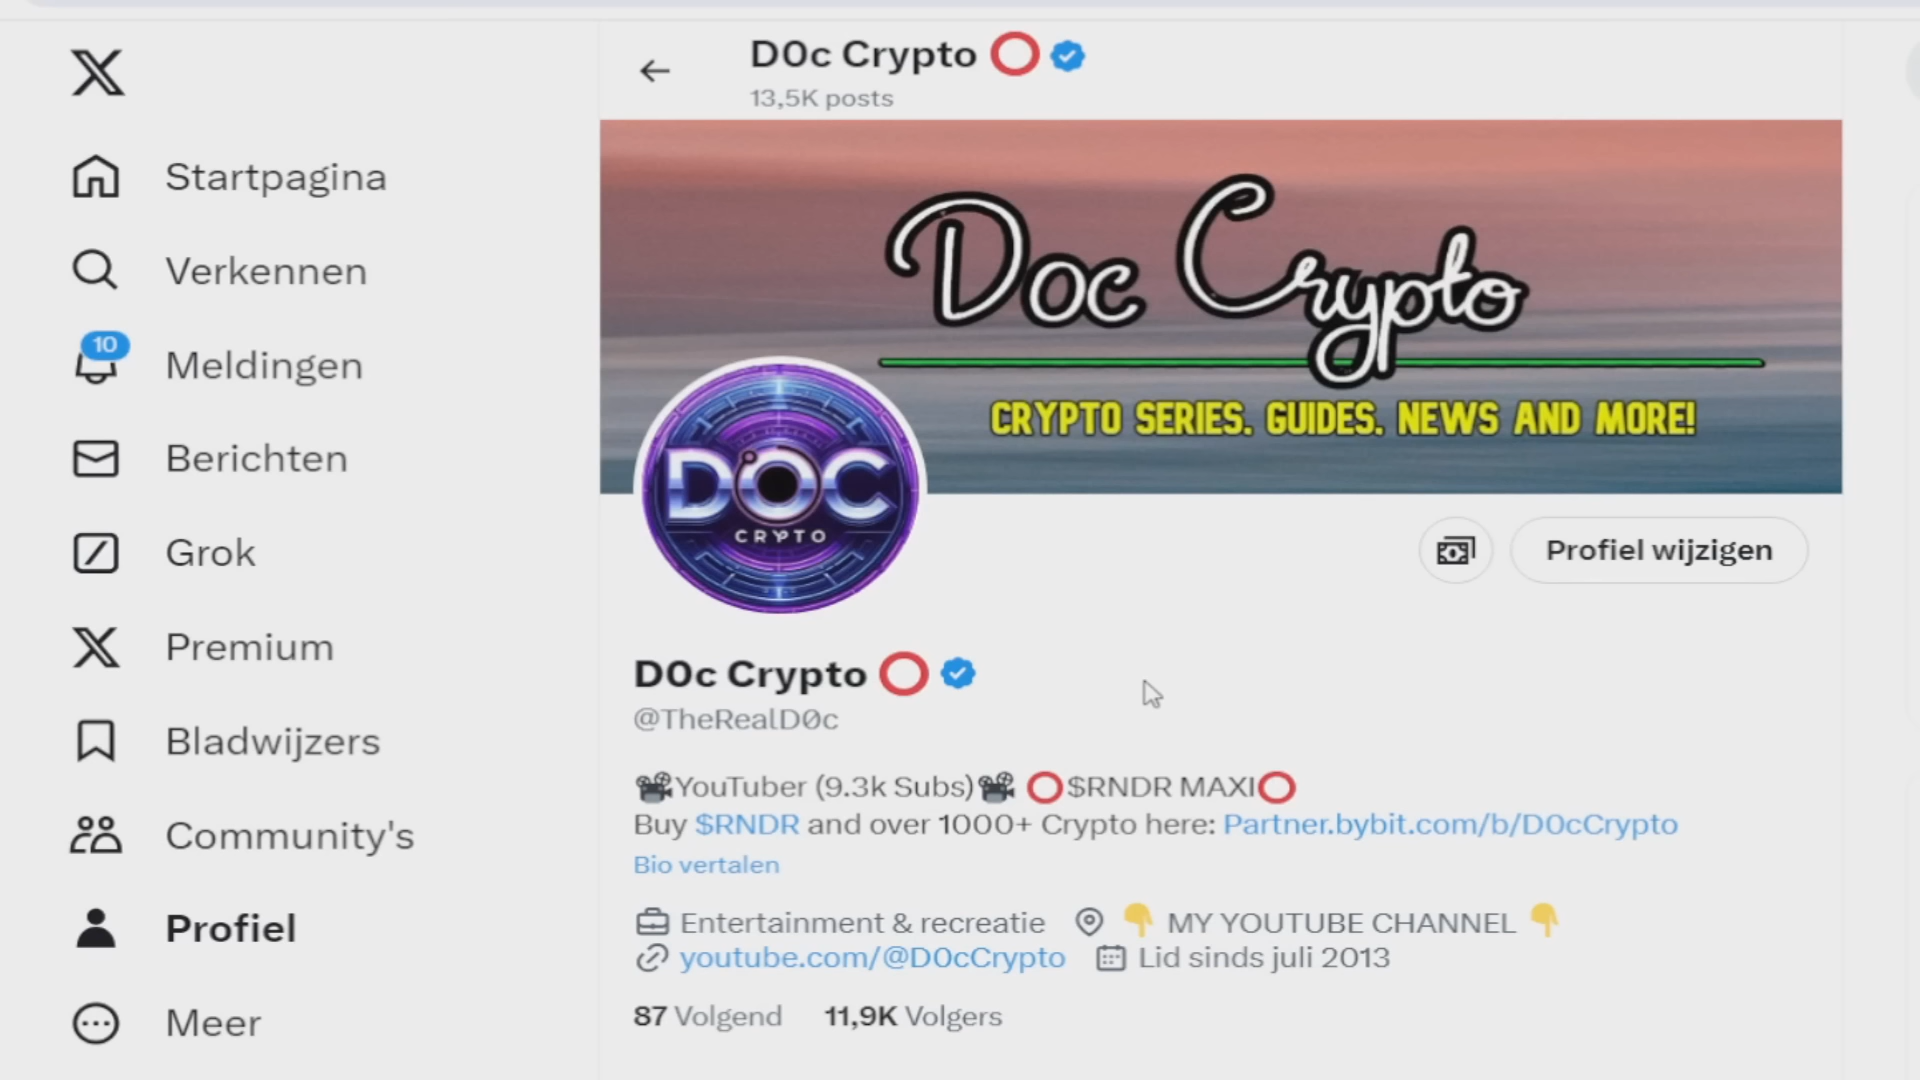 D0c Crypto
13,5K posts
Startpagina
Verkennen
10
Meldingen
Berichten
Grok
Premium
Bladwijzers
Community's
Profiel
Meer
Doc Crypto
CRYPTO SERIES. GUIDES. NEWS AND MORE!
DOC
CRYPTO
Profiel wijzigen
D0c Crypto
@TheRealD0c
YouTuber (9.3k Subs) $RNDR MAXI
Buy $RNDR and over 1000+ Crypto here: Partner.bybit.com/b/D0cCrypto
Bio vertalen
Entertainment & recreatie MY YOUTUBE CHANNEL
youtube.com/@D0cCrypto Lid sinds juli 2013
87 Volgend 11,9K Volgers